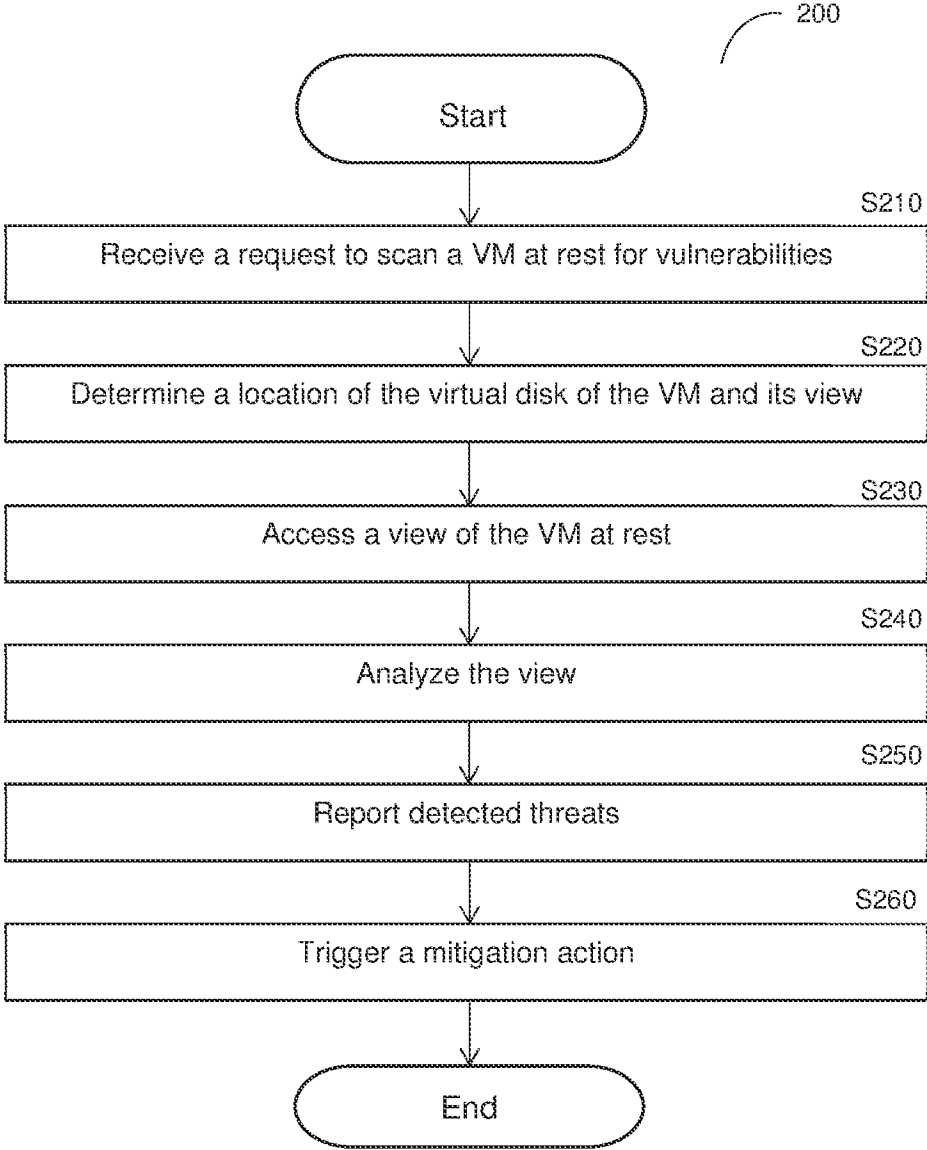 200
Start
S210
Receive a request to scan a VM at rest for vulnerabilities
S220
Determine a location of the virtual disk of the VM and its view
S230
Access a view of the VM at rest
S240
Analyze the view
S250
Report detected threats
S260
Trigger a mitigation action
End